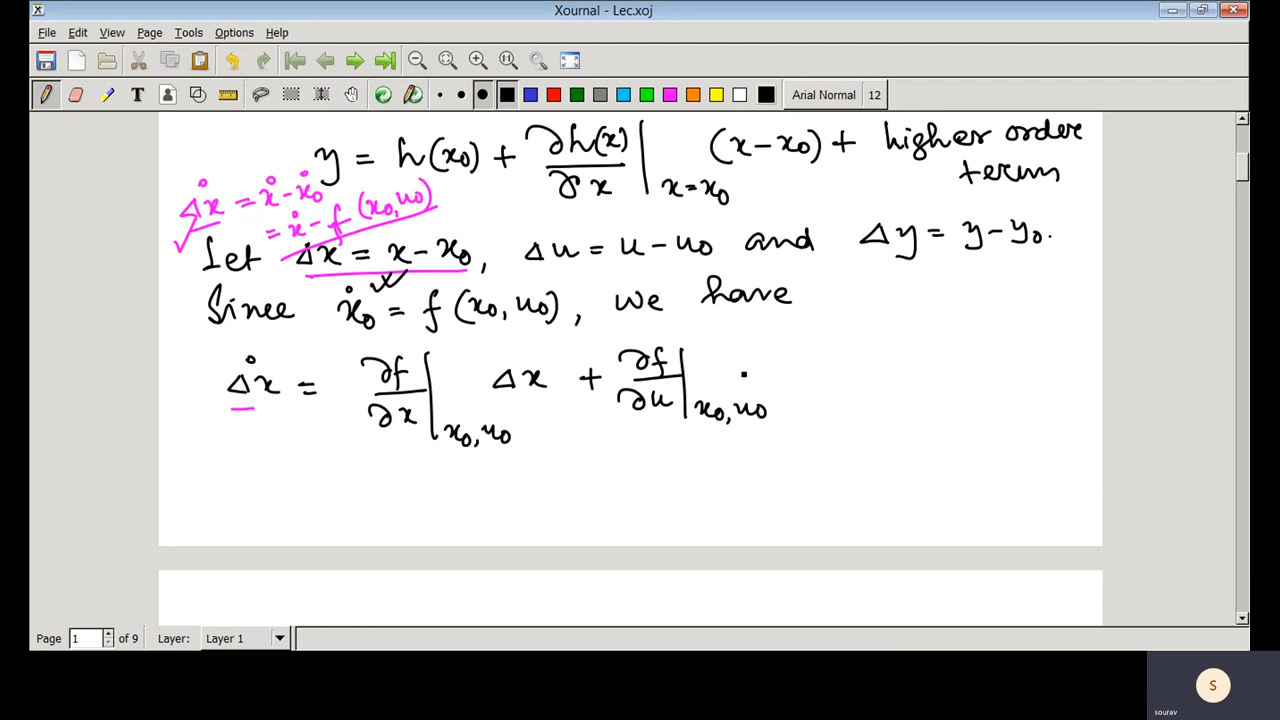 Xournal - Lec.xoj
File Edit View Page Tools Options Help
Arial Normal 12
y = h(x₀) + ∂h(x)/∂x |ₓ₌ₓ₀ (x-x₀) + higher order terms
Δẋ = ẋ - ẋ₀
= ẋ - f(x₀,u₀)
Let Δx = x - x₀, Δu = u - u₀ and Δy = y - y₀.
Since ẋ₀ = f(x₀,u₀), we have
Δẋ = ∂f/∂x |x₀,u₀ Δx + ∂f/∂u |x₀,u₀
Page 1 of 9 Layer: Layer 1
S
sourav